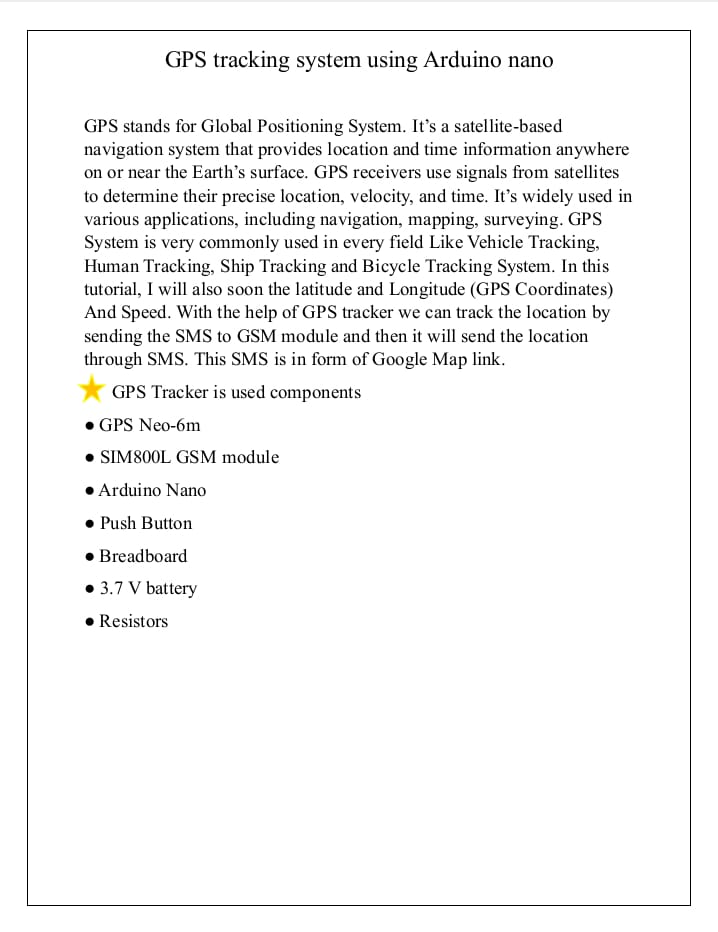 GPS tracking system using Arduino nano
GPS stands for Global Positioning System. It’s a satellite-based
navigation system that provides location and time information anywhere
on or near the Earth’s surface. GPS receivers use signals from satellites
to determine their precise location, velocity, and time. It’s widely used in
various applications, including navigation, mapping, surveying. GPS
System is very commonly used in every field Like Vehicle Tracking,
Human Tracking, Ship Tracking and Bicycle Tracking System. In this
tutorial, I will also soon the latitude and Longitude (GPS Coordinates)
And Speed. With the help of GPS tracker we can track the location by
sending the SMS to GSM module and then it will send the location
through SMS. This SMS is in form of Google Map link.
GPS Tracker is used components
● GPS Neo-6m
● SIM800L GSM module
● Arduino Nano
● Push Button
● Breadboard
● 3.7 V battery
● Resistors